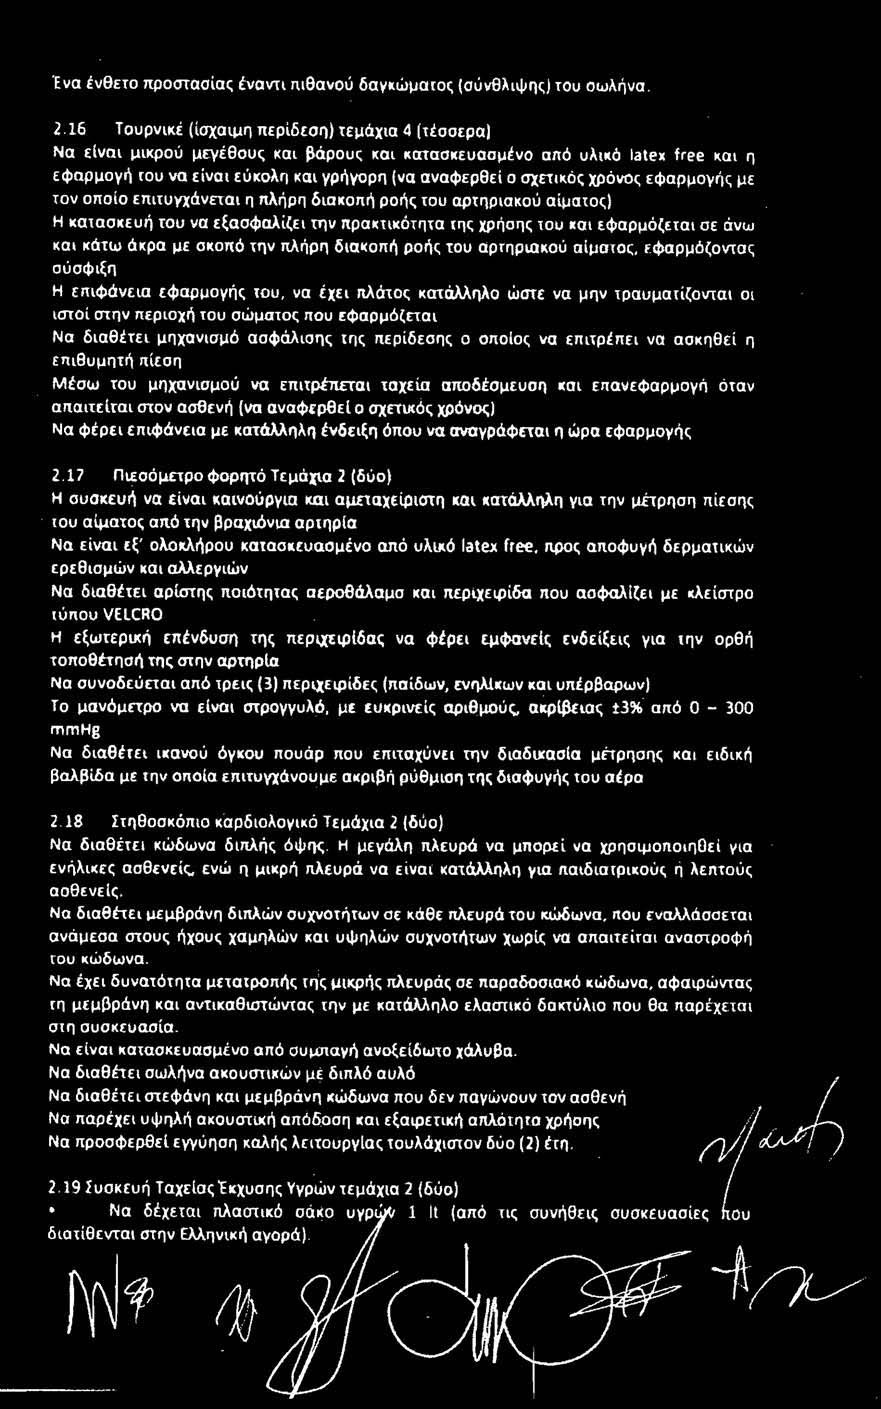 Ένα ένθετο προστασίας έναντι πιθανού δαγκώματος (σύνθλιψης) του σωλήνα.
2.16 Τουρνικέ (ίσχαιμη περίδεση) τεμάχια 4 (τέσσερα)
Να είναι μικρού μεγέθους και βάρους και κατασκευασμένο από υλικό latex free και η
εφαρμογή του να είναι εύκολη και γρήγορη (να αναφερθεί ο σχετικός χρόνος εφαρμογής με
τον οποίο επιτυγχάνεται η πλήρη διακοπή ροής του αρτηριακού αίματος)
Η κατασκευή του να εξασφαλίζει την πρακτικότητα της χρήσης του και εφαρμόζεται σε άνω
και κάτω άκρα με σκοπό την πλήρη διακοπή ροής του αρτηριακού αίματος, εφαρμόζοντας
σύσφιξη
Η επιφάνεια εφαρμογής του, να έχει πλάτος κατάλληλο ώστε να μην τραυματίζονται οι
ιστοί στην περιοχή του σώματος που εφαρμόζεται
Να διαθέτει μηχανισμό ασφάλισης της περίδεσης ο οποίος να επιτρέπει να ασκηθεί η
επιθυμητή πίεση
Μέσω του μηχανισμού να επιτρέπεται ταχεία αποδέσμευση και επανεφαρμογή όταν
απαιτείται στον ασθενή (να αναφερθεί ο σχετικός χρόνος)
Να φέρει επιφάνεια με κατάλληλη ένδειξη όπου να αναγράφεται η ώρα εφαρμογής
2.17 Πιεσόμετρο φορητό Τεμάχια 2 (δύο)
Η συσκευή να είναι καινούργια και αμεταχείριστη και κατάλληλη για την μέτρηση πίεσης
του αίματος από την βραχιόνια αρτηρία
Να είναι εξ' ολοκλήρου κατασκευασμένο από υλικό latex free, προς αποφυγή δερματικών
ερεθισμών και αλλεργιών
Να διαθέτει αρίστης ποιότητας αεροθάλαμο και περιχειρίδα που ασφαλίζει με κλείστρο
τύπου VELCRO
Η εξωτερική επένδυση της περιχειρίδας να φέρει εμφανείς ενδείξεις για την ορθή
τοποθέτησή της στην αρτηρία
Να συνοδεύεται από τρεις (3) περιχειρίδες (παίδων, ενηλίκων και υπέρβαρων)
Το μανόμετρο να είναι στρογγυλό, με ευκρινείς αριθμούς, ακρίβειας ±3% από 0 – 300
mmHg
Να διαθέτει ικανού όγκου πουάρ που επιταχύνει την διαδικασία μέτρησης και ειδική
βαλβίδα με την οποία επιτυγχάνουμε ακριβή ρύθμιση της διαφυγής του αέρα
2.18 Στηθοσκόπιο καρδιολογικό Τεμάχια 2 (δύο)
Να διαθέτει κώδωνα διπλής όψης. Η μεγάλη πλευρά να μπορεί να χρησιμοποιηθεί για
ενήλικες ασθενείς, ενώ η μικρή πλευρά να είναι κατάλληλη για παιδιατρικούς ή λεπτούς
ασθενείς.
Να διαθέτει μεμβράνη διπλών συχνοτήτων σε κάθε πλευρά του κώδωνα, που εναλλάσσεται
ανάμεσα στους ήχους χαμηλών και υψηλών συχνοτήτων χωρίς να απαιτείται αναστροφή
του κώδωνα.
Να έχει δυνατότητα μετατροπής της μικρής πλευράς σε παραδοσιακό κώδωνα, αφαιρώντας
τη μεμβράνη και αντικαθιστώντας την με κατάλληλο ελαστικό δακτύλιο που θα παρέχεται
στη συσκευασία.
Να είναι κατασκευασμένο από συμπαγή ανοξείδωτο χάλυβα.
Να διαθέτει σωλήνα ακουστικών με διπλό αυλό
Να διαθέτει στεφάνη και μεμβράνη κώδωνα που δεν παγώνουν τον ασθενή
Να παρέχει υψηλή ακουστική απόδοση και εξαιρετική απλότητα χρήσης
Να προσφερθεί εγγύηση καλής λειτουργίας τουλάχιστον δύο (2) έτη.
2.19 Συσκευή Ταχείας Έκχυσης Υγρών τεμάχια 2 (δύο)
• Να δέχεται πλαστικό σάκο υγρών 1 lt (από τις συνήθεις συσκευασίες που
διατίθενται στην Ελληνική αγορά).